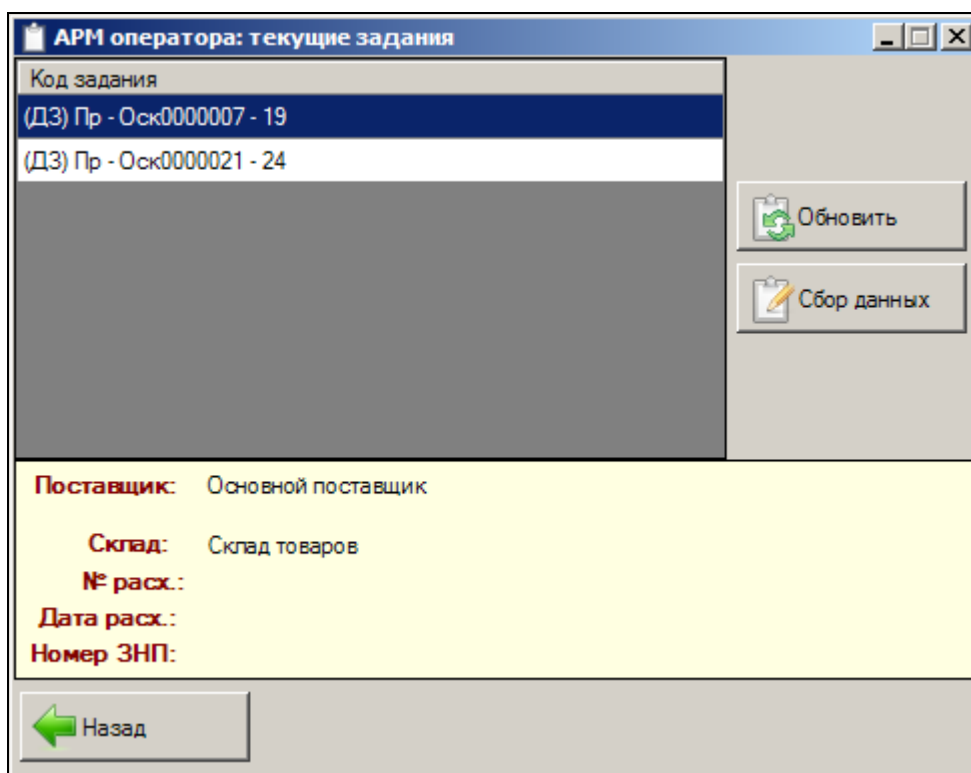 АРМ оператора: текущие задания
Код задания
(ДЗ) Пр - Оск0000007 - 19
(ДЗ) Пр - Оск0000021 - 24
Обновить
Сбор данных
Поставщик: Основной поставщик
Склад: Склад товаров
№ расх.:
Дата расх.:
Номер ЗНП:
Назад